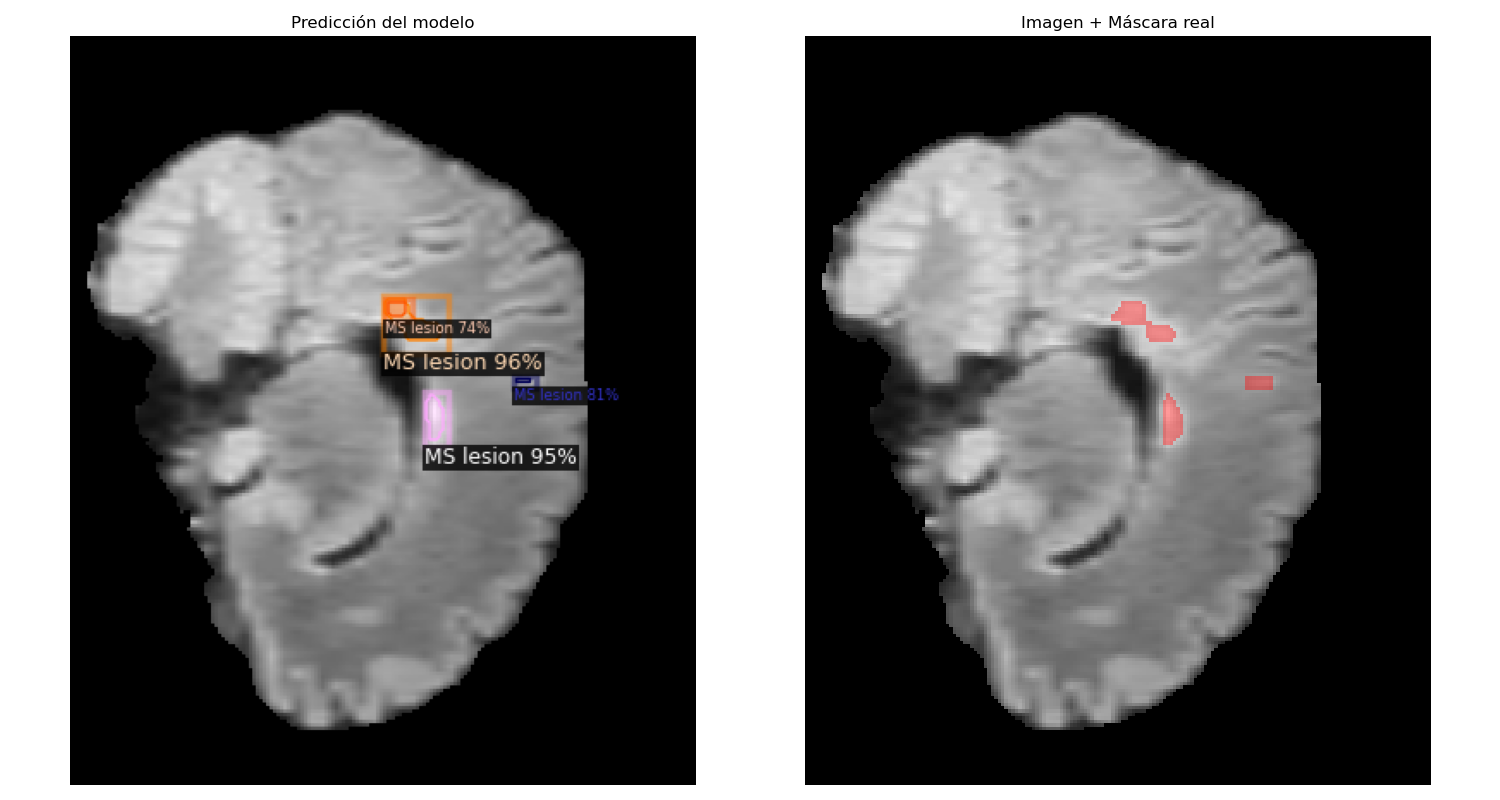 Predicción del modelo
Imagen + Máscara real
MS lesion 74%
MS lesion 96%
MS lesion 81%
MS lesion 95%